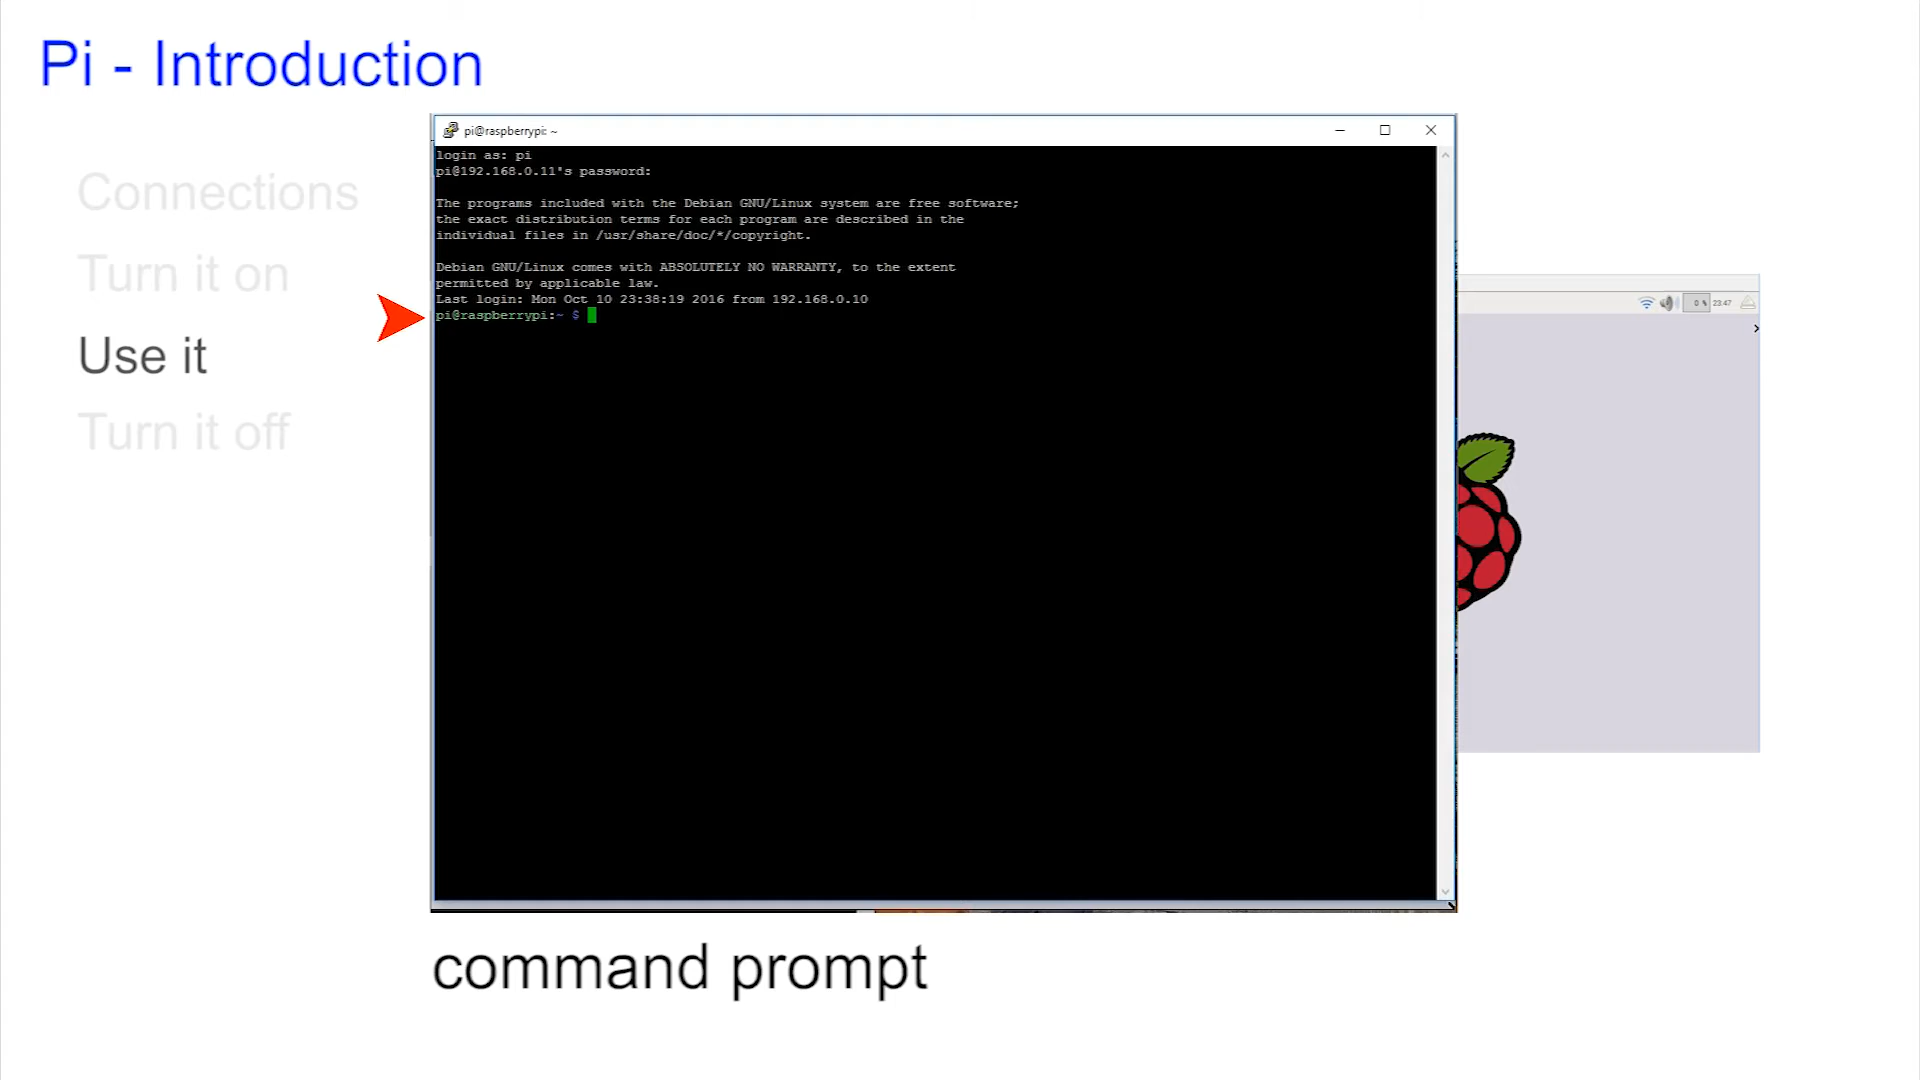 Pi - Introduction
Connections
Turn it on
Use it
Turn it off
pi@raspberrypi: ~
login as: pi
pi@192.168.0.11's password:
The programs included with the Debian GNU/Linux system are free software;
the exact distribution terms for each program are described in the
individual files in /usr/share/doc/*/copyright.
Debian GNU/Linux comes with ABSOLUTELY NO WARRANTY, to the extent
permitted by applicable law.
Last login: Mon Oct 10 23:38:19 2016 from 192.168.0.10
pi@raspberrypi:~ $
0 % 23:47
command prompt